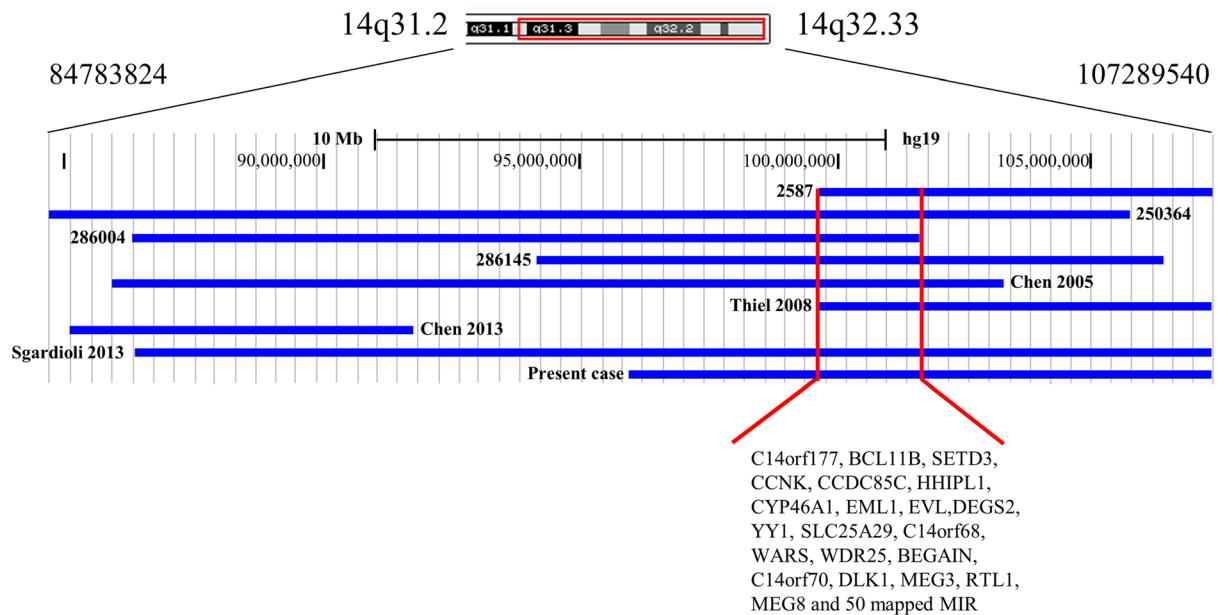 14q31.2 q31.1 q31.3 q32.2 14q32.33
84783824 107289540
10 Mb hg19
90,000,000 95,000,000 100,000,000 105,000,000
2587
250364
286004
286145
Chen 2005
Thiel 2008
Chen 2013
Sgardioli 2013
Present case
C14orf177, BCL11B, SETD3,
CCNK, CCDC85C, HHIPL1,
CYP46A1, EML1, EVL,DEGS2,
YY1, SLC25A29, C14orf68,
WARS, WDR25, BEGAIN,
C14orf70, DLK1, MEG3, RTL1,
MEG8 and 50 mapped MIR